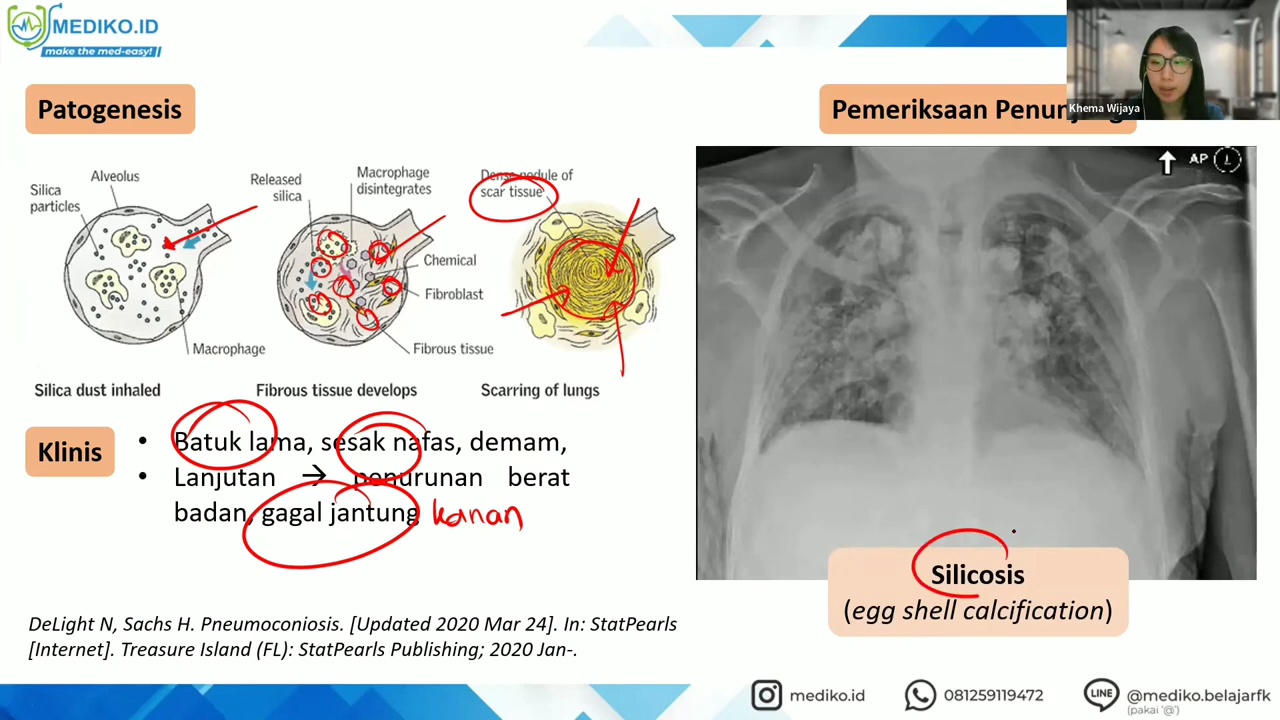 MEDIKO.ID
make the med-easy!
Khema Wijaya
Patogenesis
Pemeriksaan Penunjang
Alveolus
Silica
particles
Macrophage
Silica dust inhaled
Released
silica
Macrophage
disintegrates
Chemical
Fibroblast
Fibrous tissue
Fibrous tissue develops
Dense nodule of
scar tissue
Scarring of lungs
AP L
Klinis
• Batuk lama, sesak nafas, demam,
• Lanjutan → penurunan berat
badan, gagal jantung kanan
Silicosis
(egg shell calcification)
DeLight N, Sachs H. Pneumoconiosis. [Updated 2020 Mar 24]. In: StatPearls
[Internet]. Treasure Island (FL): StatPearls Publishing; 2020 Jan-.
mediko.id
081259119472
LINE
@mediko.belajarfk
(pakai '@')